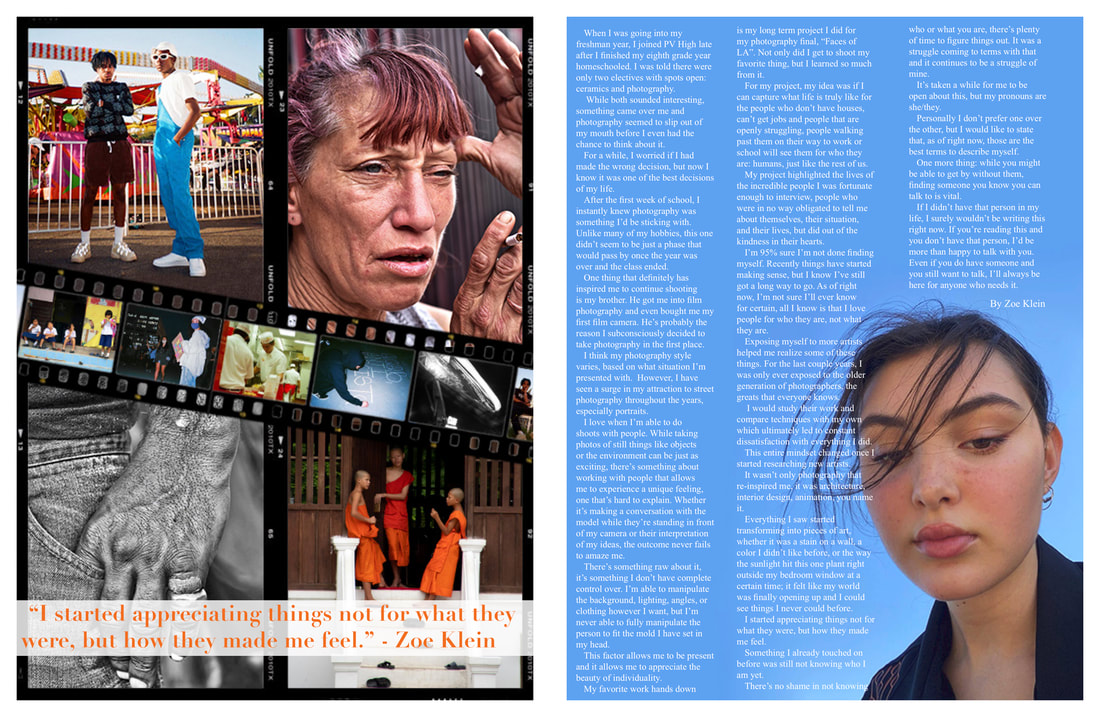 UNFOLD 2010TX
UNFOLD 2010TX
12
23
64
91
UNFOLD
UNFOLD
2010TX
13
24
65
92
UNFOLD 2010TX
“I started appreciating things not for what they
were, but how they made me feel.” - Zoe Klein
When I was going into my
freshman year, I joined PV High late
after I finished my eighth grade year
homeschooled. I was told there were
only two electives with spots open:
ceramics and photography.
While both sounded interesting,
something came over me and
photography seemed to slip out of
my mouth before I even had the
chance to think about it.
For a while, I worried if I had
made the wrong decision, but now I
know it was one of the best decisions
of my life.
After the first week of school, I
instantly knew photography was
something I’d be sticking with.
Unlike many of my hobbies, this one
didn’t seem to be just a phase that
would pass by once the year was
over and the class ended.
One thing that definitely has
inspired me to continue shooting
is my brother. He got me into film
photography and even bought me my
first film camera. He’s probably the
reason I subconsciously decided to
take photography in the first place.
I think my photography style
varies, based on what situation I’m
presented with. However, I have
seen a surge in my attraction to street
photography throughout the years,
especially portraits.
I love when I’m able to do
shoots with people. While taking
photos of still things like objects
or the environment can be just as
exciting, there’s something about
working with people that allows
me to experience a unique feeling,
one that’s hard to explain. Whether
it’s making a conversation with the
model while they’re standing in front
of my camera or their interpretation
of my ideas, the outcome never fails
to amaze me.
There’s something raw about it,
it’s something I don’t have complete
control over. I’m able to manipulate
the background, lighting, angles, or
clothing however I want, but I’m
never able to fully manipulate the
person to fit the mold I have set in
my head.
This factor allows me to be present
and it allows me to appreciate the
beauty of individuality.
My favorite work hands down
is my long term project I did for
my photography final, “Faces of
LA”. Not only did I get to shoot my
favorite thing, but I learned so much
from it.
For my project, my idea was if I
can capture what life is truly like for
the people who don’t have houses,
can’t get jobs and people that are
openly struggling, people walking
past them on their way to work or
school will see them for who they
are: humans, just like the rest of us.
My project highlighted the lives of
the incredible people I was fortunate
enough to interview, people who
were in no way obligated to tell me
about themselves, their situation,
and their lives, but did out of the
kindness in their hearts.
I’m 95% sure I’m not done finding
myself. Recently things have started
making sense, but I know I’ve still
got a long way to go. As of right
now, I’m not sure I’ll ever know
for certain, all I know is that I love
people for who they are, not what
they are.
Exposing myself to more artists
helped me realize some of these
things. For the last couple years, I
was only ever exposed to the older
generation of photographers, the
greats that everyone knows.
I would study their work and
compare techniques with my own
which ultimately led to constant
dissatisfaction with everything I did.
This entire mindset changed once I
started researching new artists.
It wasn’t only photography that
re-inspired me, it was architecture,
interior design, animation, you name
it.
Everything I saw started
transforming into pieces of art,
whether it was a stain on a wall, a
color I didn’t like before, or the way
the sunlight hit this one plant right
outside my bedroom window at a
certain time; it felt like my world
was finally opening up and I could
see things I never could before.
I started appreciating things not for
what they were, but how they made
me feel.
Something I already touched on
before was still not knowing who I
am yet.
There’s no shame in not knowing
who or what you are, there’s plenty
of time to figure things out. It was a
struggle coming to terms with that
and it continues to be a struggle of
mine.
It’s taken a while for me to be
open about this, but my pronouns are
she/they.
Personally I don’t prefer one over
the other, but I would like to state
that, as of right now, those are the
best terms to describe myself.
One more thing: while you might
be able to get by without them,
finding someone you know you can
talk to is vital.
If I didn’t have that person in my
life, I surely wouldn’t be writing this
right now. If you’re reading this and
you don’t have that person, I’d be
more than happy to talk with you.
Even if you do have someone and
you still want to talk, I’ll always be
here for anyone who needs it.
By Zoe Klein